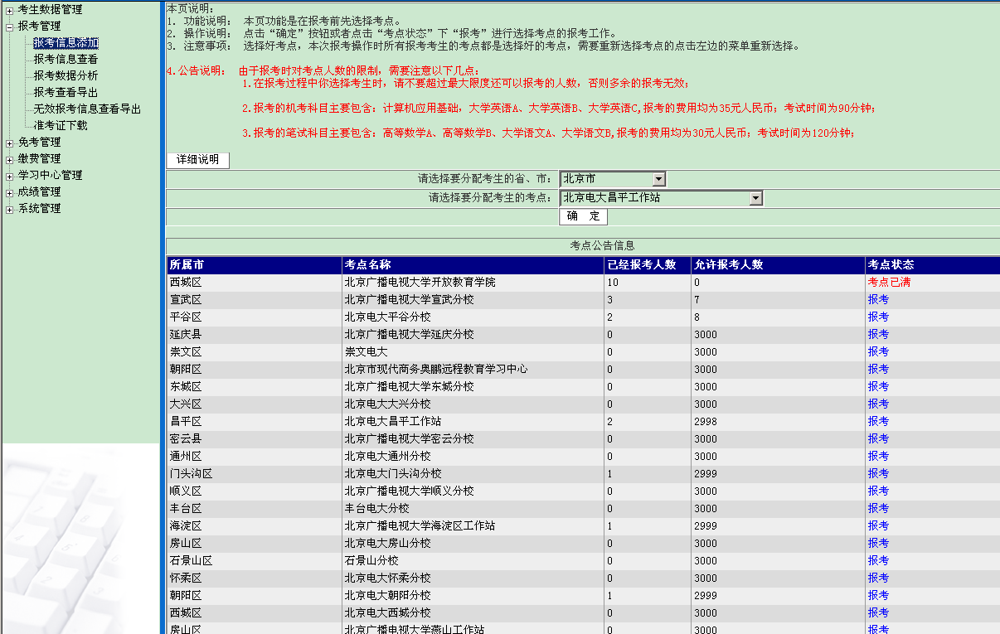 考生数据管理
报考管理
报考信息添加
报考信息查看
报考数据分析
报考查看导出
无效报考信息查看导出
准考证下载
免考管理
缴费管理
学习中心管理
成绩管理
系统管理
本页说明:
1. 功能说明： 本页功能是在报考前先选择考点。
2. 操作说明： 点击“确定”按钮或者点击“考点状态”下“报考”进行选择考点的报考工作。
3. 注意事项： 选择好考点，本次报考操作时所有报考考生的考点都是选择好的考点，需要重新选择考点的点击左边的菜单重新选择。
4.公告说明： 由于报考时对考点人数的限制，需要注意以下几点：
1.在报考过程中你选择考生时，请不要超过最大限度还可以报考的人数，否则多余的报考无效；
2.报考的机考科目主要包含：计算机应用基础，大学英语A、大学英语B、大学英语C,报考的费用均为35元人民币；考试时间为90分钟；
3.报考的笔试科目主要包含：高等数学A、高等数学B、大学语文A、大学语文B,报考的费用均为30元人民币；考试时间为120分钟；
详细说明
请选择要分配考生的省、市： 北京市
请选择要分配考生的考点： 北京电大昌平工作站
确 定
考点公告信息
所属市 考点名称 已经报考人数 允许报考人数 考点状态
西城区 北京广播电视大学开放教育学院 10 0 考点已满
宣武区 北京广播电视大学宣武分校 3 7 报考
平谷区 北京电大平谷分校 2 8 报考
延庆县 北京广播电视大学延庆分校 0 3000 报考
崇文区 崇文电大 0 3000 报考
朝阳区 北京市现代商务奥鹏远程教育学习中心 0 3000 报考
东城区 北京广播电视大学东城分校 0 3000 报考
大兴区 北京电大大兴分校 0 3000 报考
昌平区 北京电大昌平工作站 2 2998 报考
密云县 北京广播电视大学密云分校 0 3000 报考
通州区 北京电大通州分校 0 3000 报考
门头沟区 北京电大门头沟分校 1 2999 报考
顺义区 北京广播电视大学顺义分校 0 3000 报考
丰台区 丰台电大分校 0 3000 报考
海淀区 北京广播电视大学海淀区工作站 1 2999 报考
房山区 北京电大房山分校 0 3000 报考
石景山区 石景山分校 0 3000 报考
怀柔区 北京电大怀柔分校 0 3000 报考
朝阳区 北京电大朝阳分校 1 2999 报考
西城区 北京电大西城分校 0 3000 报考
房山区 北京广播电视大学燕山工作站 0 3000 报考